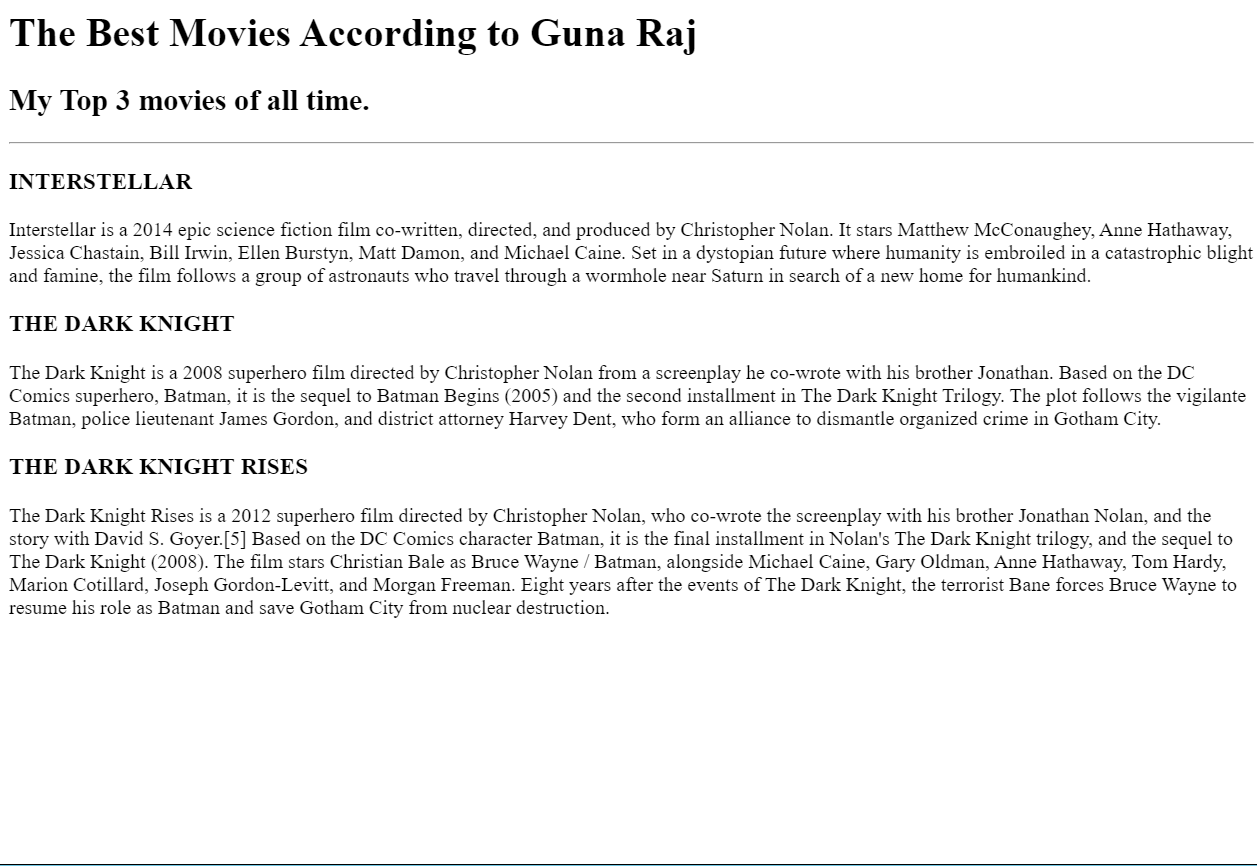 The Best Movies According to Guna Raj
My Top 3 movies of all time.
INTERSTELLAR
Interstellar is a 2014 epic science fiction film co-written, directed, and produced by Christopher Nolan. It stars Matthew McConaughey, Anne Hathaway,
Jessica Chastain, Bill Irwin, Ellen Burstyn, Matt Damon, and Michael Caine. Set in a dystopian future where humanity is embroiled in a catastrophic blight
and famine, the film follows a group of astronauts who travel through a wormhole near Saturn in search of a new home for humankind.
THE DARK KNIGHT
The Dark Knight is a 2008 superhero film directed by Christopher Nolan from a screenplay he co-wrote with his brother Jonathan. Based on the DC
Comics superhero, Batman, it is the sequel to Batman Begins (2005) and the second installment in The Dark Knight Trilogy. The plot follows the vigilante
Batman, police lieutenant James Gordon, and district attorney Harvey Dent, who form an alliance to dismantle organized crime in Gotham City.
THE DARK KNIGHT RISES
The Dark Knight Rises is a 2012 superhero film directed by Christopher Nolan, who co-wrote the screenplay with his brother Jonathan Nolan, and the
story with David S. Goyer.[5] Based on the DC Comics character Batman, it is the final installment in Nolan's The Dark Knight trilogy, and the sequel to
The Dark Knight (2008). The film stars Christian Bale as Bruce Wayne / Batman, alongside Michael Caine, Gary Oldman, Anne Hathaway, Tom Hardy,
Marion Cotillard, Joseph Gordon-Levitt, and Morgan Freeman. Eight years after the events of The Dark Knight, the terrorist Bane forces Bruce Wayne to
resume his role as Batman and save Gotham City from nuclear destruction.